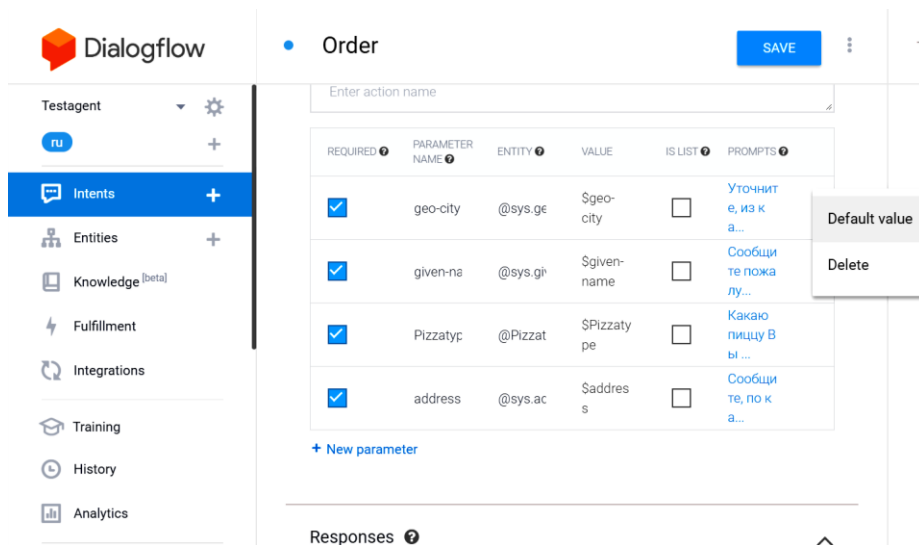 Dialogflow
Order
SAVE
Testagent
ru
Intents
Entities
Knowledge [beta]
Fulfillment
Integrations
Training
History
Analytics
Enter action name
REQUIRED
PARAMETER
NAME
ENTITY
VALUE
IS LIST
PROMPTS
geo-city
@sys.ge
$geo-
city
Уточнит
е, из к
а...
given-na
@sys.giv
$given-
name
Сообщи
те пожа
лу...
Pizzatyp
@Pizzat
$Pizzaty
pe
Какаю
пиццу В
ы ...
address
@sys.ac
$addres
s
Сообщи
те, по к
а...
Default value
Delete
+ New parameter
Responses